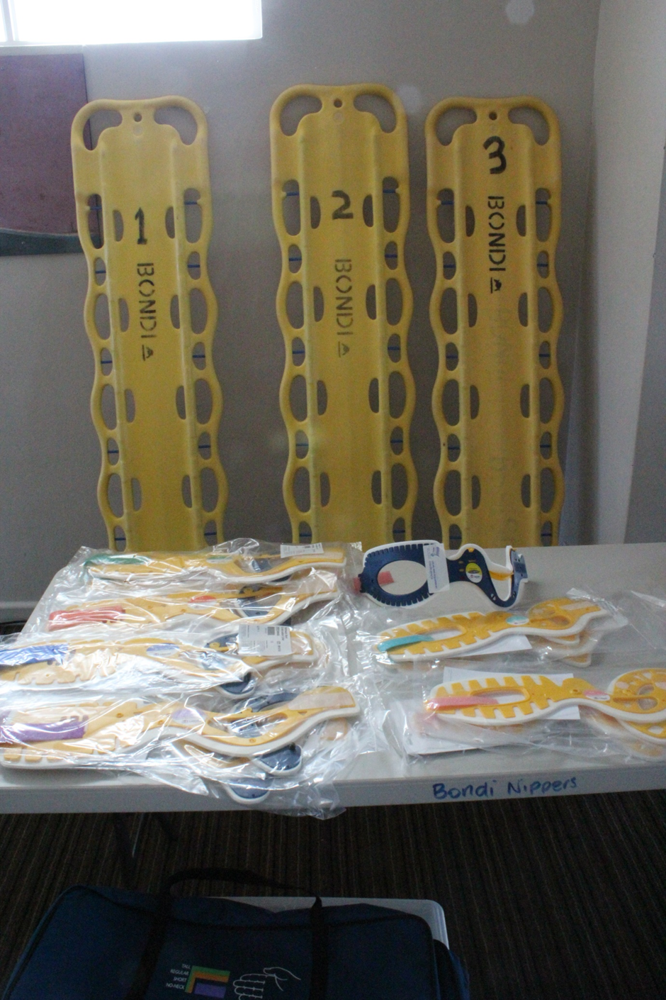 1
BONDI
2
BONDI
3
BONDI
Bondi Nippers
TALL
REGULAR
SHORT
NO-NECK